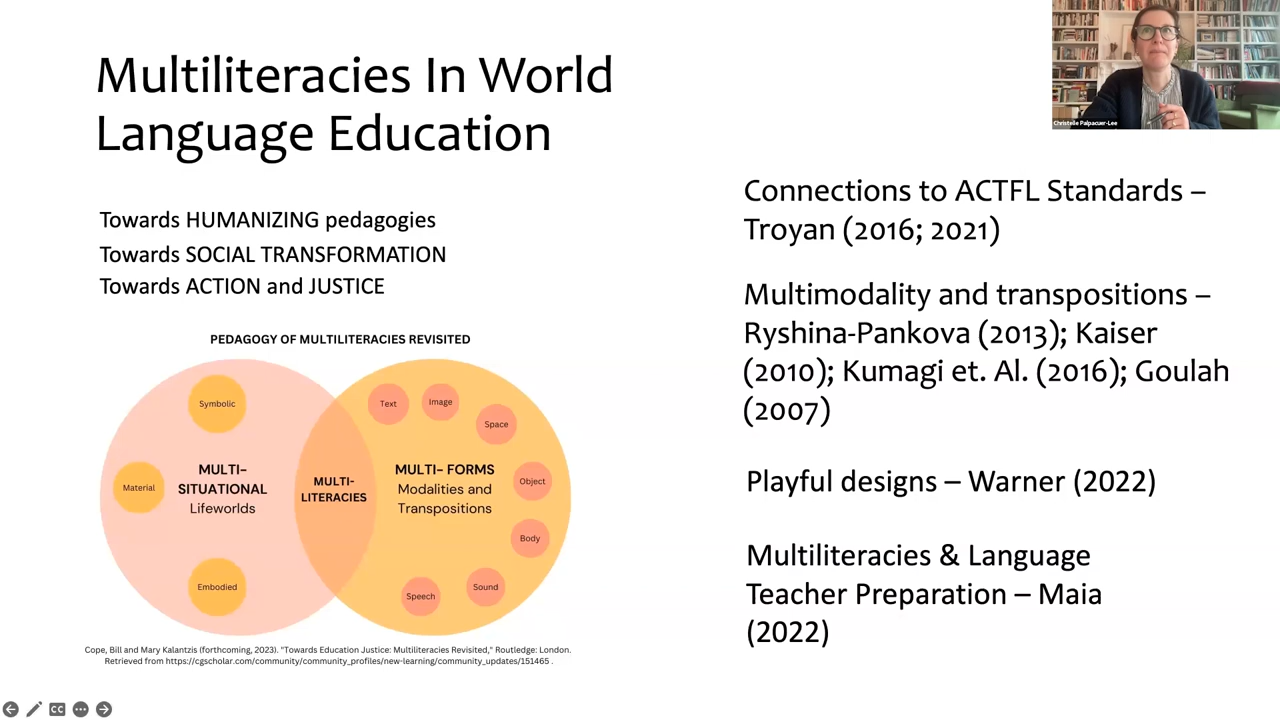 Multiliteracies In World
Language Education
Christelle Palpacuer-Lee
Towards HUMANIZING pedagogies
Towards SOCIAL TRANSFORMATION
Towards ACTION and JUSTICE
PEDAGOGY OF MULTILITERACIES REVISITED
Symbolic
Material
Embodied
MULTI-
SITUATIONAL
Lifeworlds
MULTI-
LITERACIES
MULTI- FORMS
Modalities and
Transpositions
Text
Image
Space
Object
Body
Sound
Speech
Cope, Bill and Mary Kalantzis (forthcoming, 2023). "Towards Education Justice: Multiliteracies Revisited," Routledge: London.
Retrieved from https://cgscholar.com/community/community_profiles/new-learning/community_updates/151465 .
Connections to ACTFL Standards –
Troyan (2016; 2021)
Multimodality and transpositions –
Ryshina-Pankova (2013); Kaiser
(2010); Kumagi et. Al. (2016); Goulah
(2007)
Playful designs – Warner (2022)
Multiliteracies & Language
Teacher Preparation – Maia
(2022)
CC